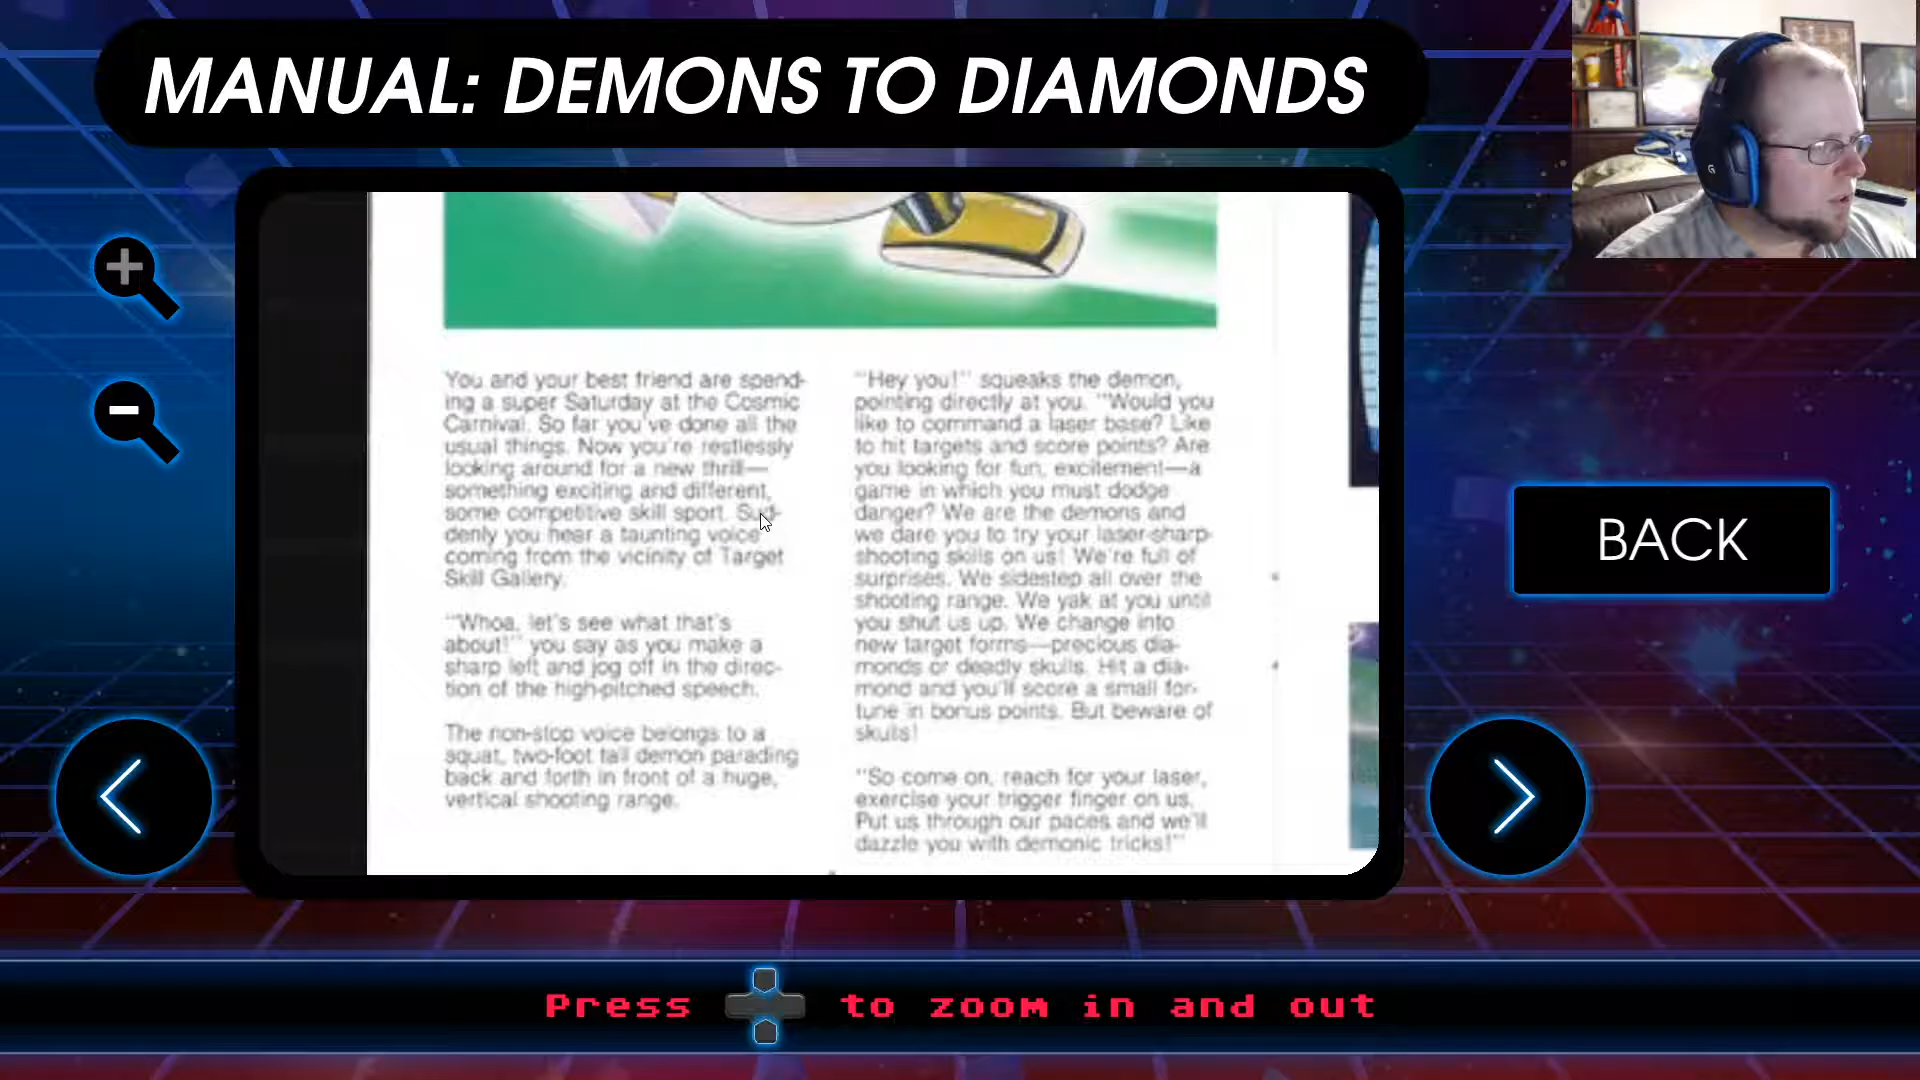 MANUAL: DEMONS TO DIAMONDS
You and your best friend are spend-
ing a super Saturday at the Cosmic
Carnival. So far you've done all the
usual things. Now you're restlessly
looking around for a new thrill—
something exciting and different,
some competitive skill sport. Sud-
denly you hear a taunting voice
coming from the vicinity of Target
Skill Gallery.
"Whoa, let's see what that's
about!" you say as you make a
sharp left and jog off in the direc-
tion of the high-pitched speech.
The non-stop voice belongs to a
squat, two-foot tall demon parading
back and forth in front of a huge,
vertical shooting range.
"Hey you!" squeaks the demon,
pointing directly at you. "Would you
like to command a laser base? Like
to hit targets and score points? Are
you looking for fun, excitement—a
game in which you must dodge
danger? We are the demons and
we dare you to try your laser-sharp-
shooting skills on us! We're full of
surprises. We sidestep all over the
shooting range. We yak at you until
you shut us up. We change into
new target forms—precious dia-
monds or deadly skulls. Hit a dia-
mond and you'll score a small for-
tune in bonus points. But beware of
skulls!
"So come on, reach for your laser,
exercise your trigger finger on us.
Put us through our paces and we'll
dazzle you with demonic tricks!"
BACK
Press to zoom in and out